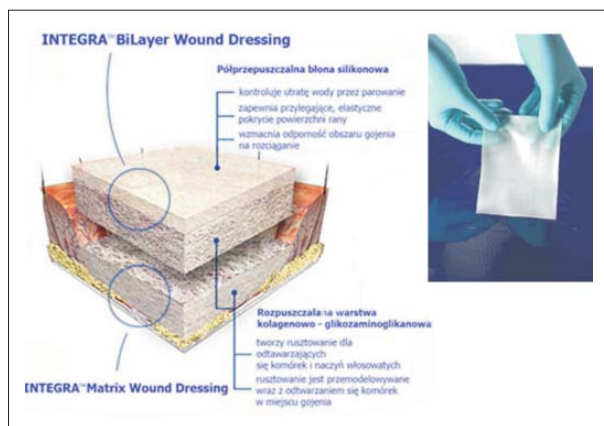 INTEGRA™BiLayer Wound Dressing
Półprzepuszczalna błona silikonowa
kontroluje utratę wody przez parowanie
zapewnia przylegające, elastyczne
pokrycie powierzchni rany
wzmacnia odporność obszaru gojenia
na rozciąganie
Rozpuszczalana warstwa
kolagenowo - glikozaminoglikanowa
tworzy rusztowanie dla
odtawarzających
się komórek i naczyń włosowatych
rusztowanie jest przemodelowywane
wraz z odtwarzaniem się komórek
w miejscu gojenia
INTEGRA™Matrix Wound Dressing